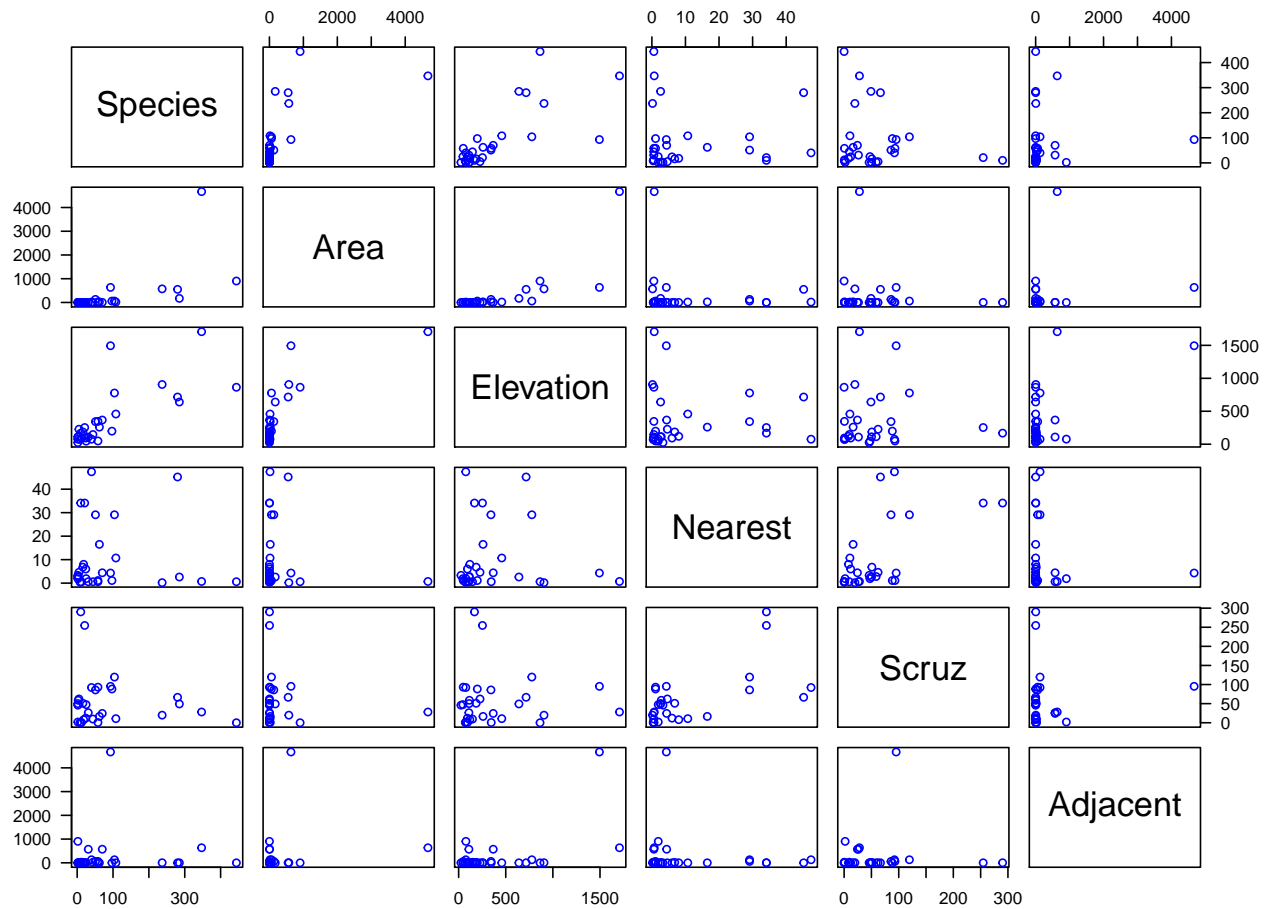 0 2000 4000 0 10 20 30 40 0 2000 4000
Species 0 100 200 300 400
0 1000 2000 3000 4000 Area
Elevation 0 500 1000 1500
0 10 20 30 40 Nearest
Scruz 0 50 100 150 200 250 300
0 1000 2000 3000 4000 Adjacent
0 100 300 0 500 1500 0 100 200 300